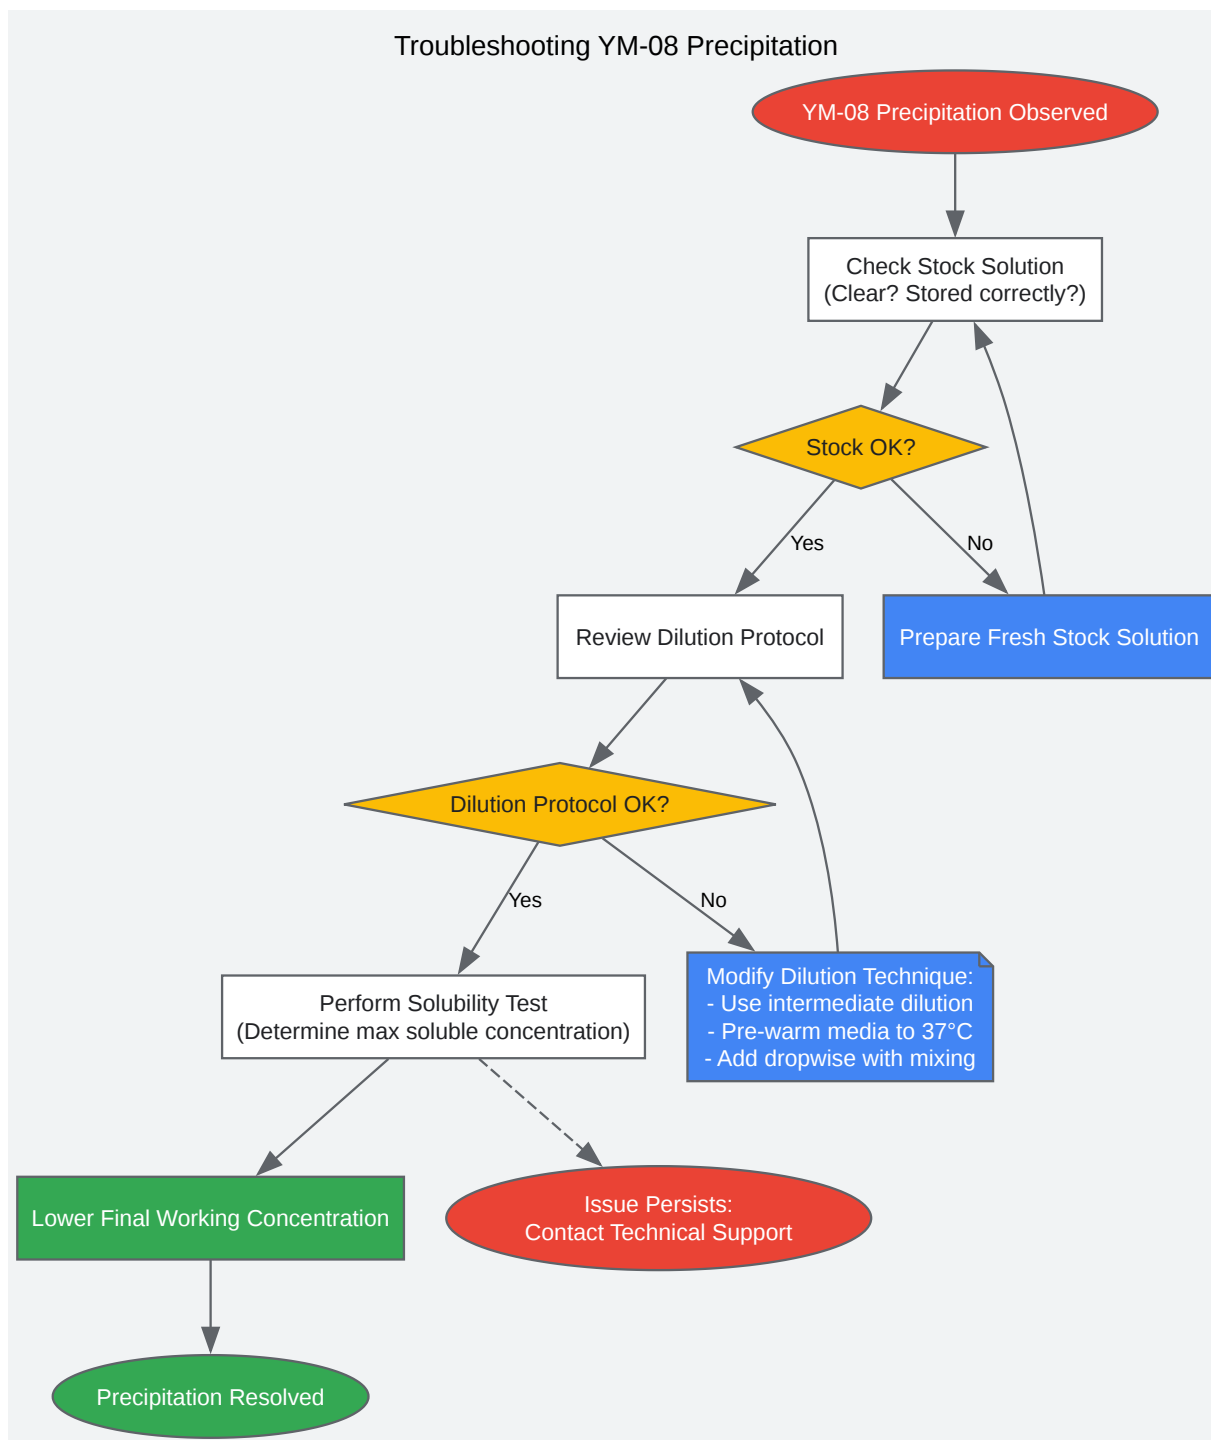 Troubleshooting YM-08 Precipitation
YM-08 Precipitation Observed
Check Stock Solution
(Clear? Stored correctly?)
Stock OK?
Yes
No
Review Dilution Protocol
Prepare Fresh Stock Solution
Dilution Protocol OK?
Yes
No
Modify Dilution Technique:
- Use intermediate dilution
- Pre-warm media to 37°C
- Add dropwise with mixing
Perform Solubility Test
(Determine max soluble concentration)
Lower Final Working Concentration
Issue Persists:
Contact Technical Support
Precipitation Resolved